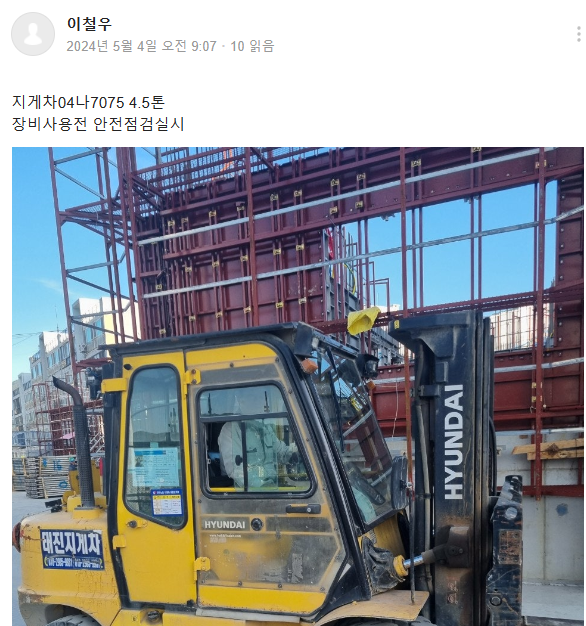 이철우
2024년 5월 4일 오전 9:07 · 10 읽음
지게차04나7075 4.5톤
장비사용전 안전점검실시
HYUNDAI
HYUNDAI
태진지게차